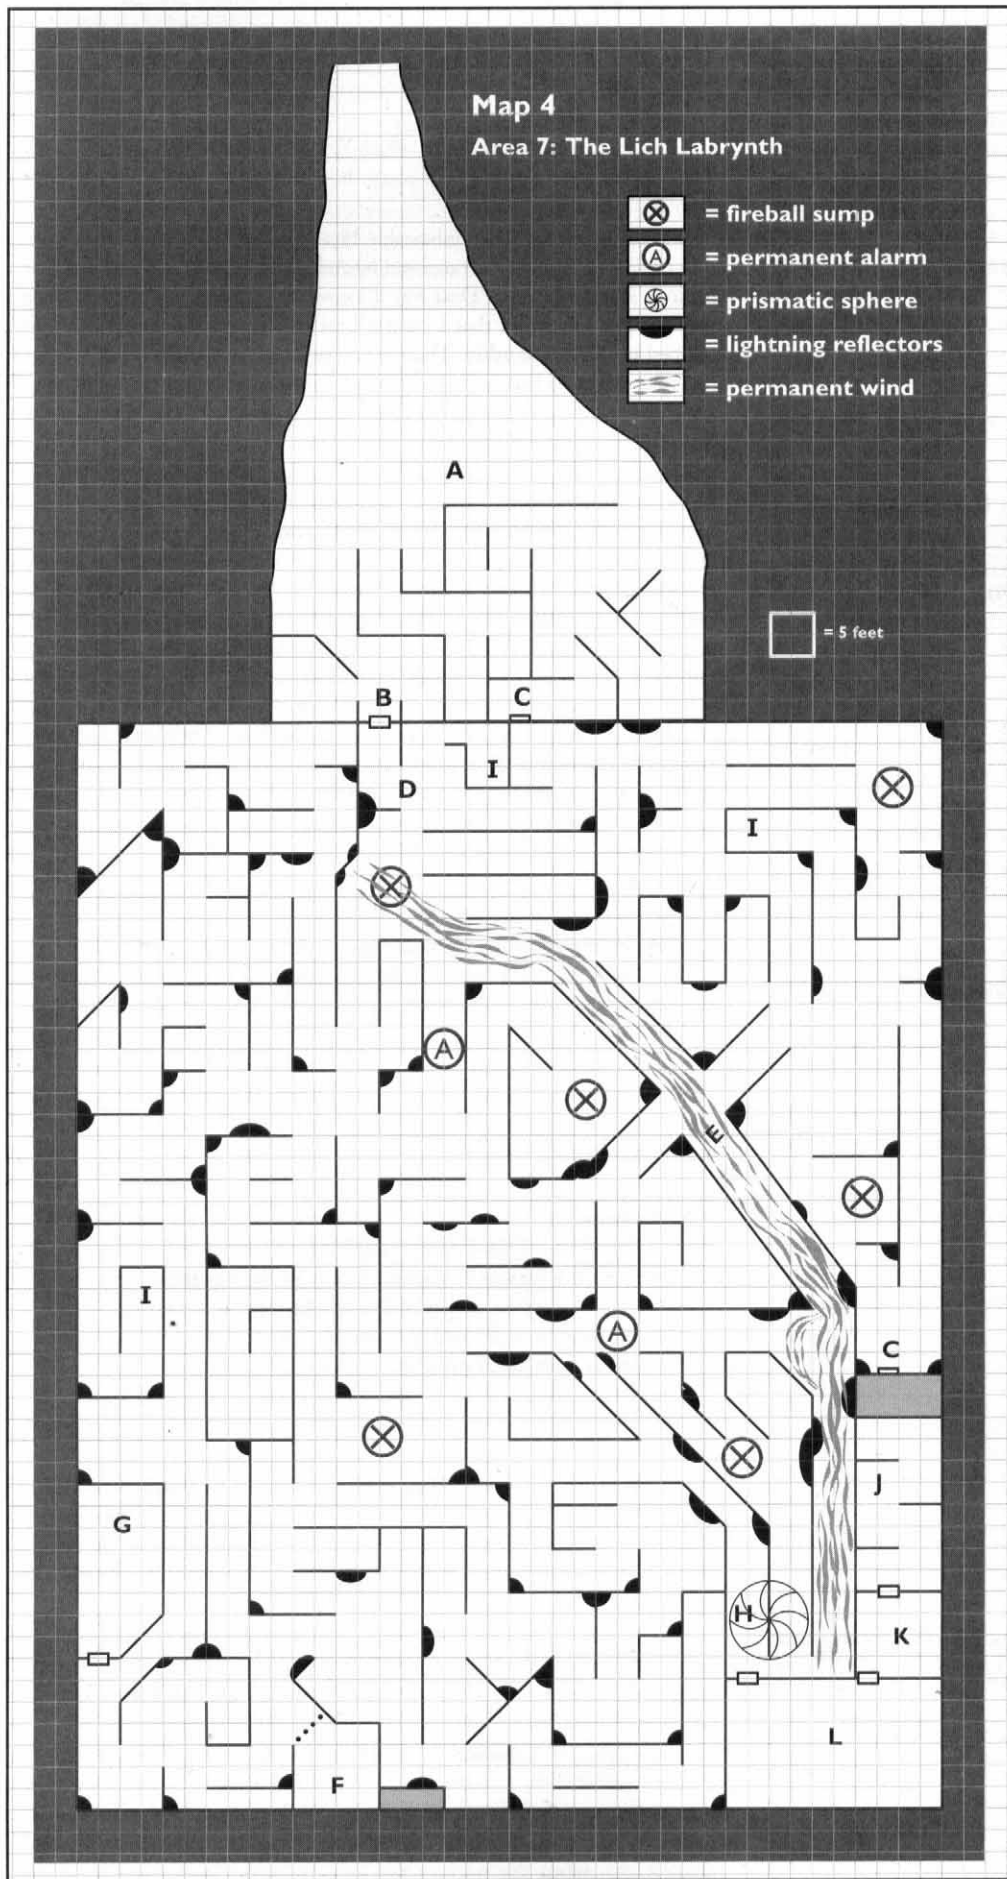 Map 4
Area 7: The Lich Labrynth
= fireball sump
A = permanent alarm
= prismatic sphere
= lightning reflectors
= permanent wind
A
= 5 feet
B
C
I
D
I
A
E
I
A
C
J
G
H
K
L
F